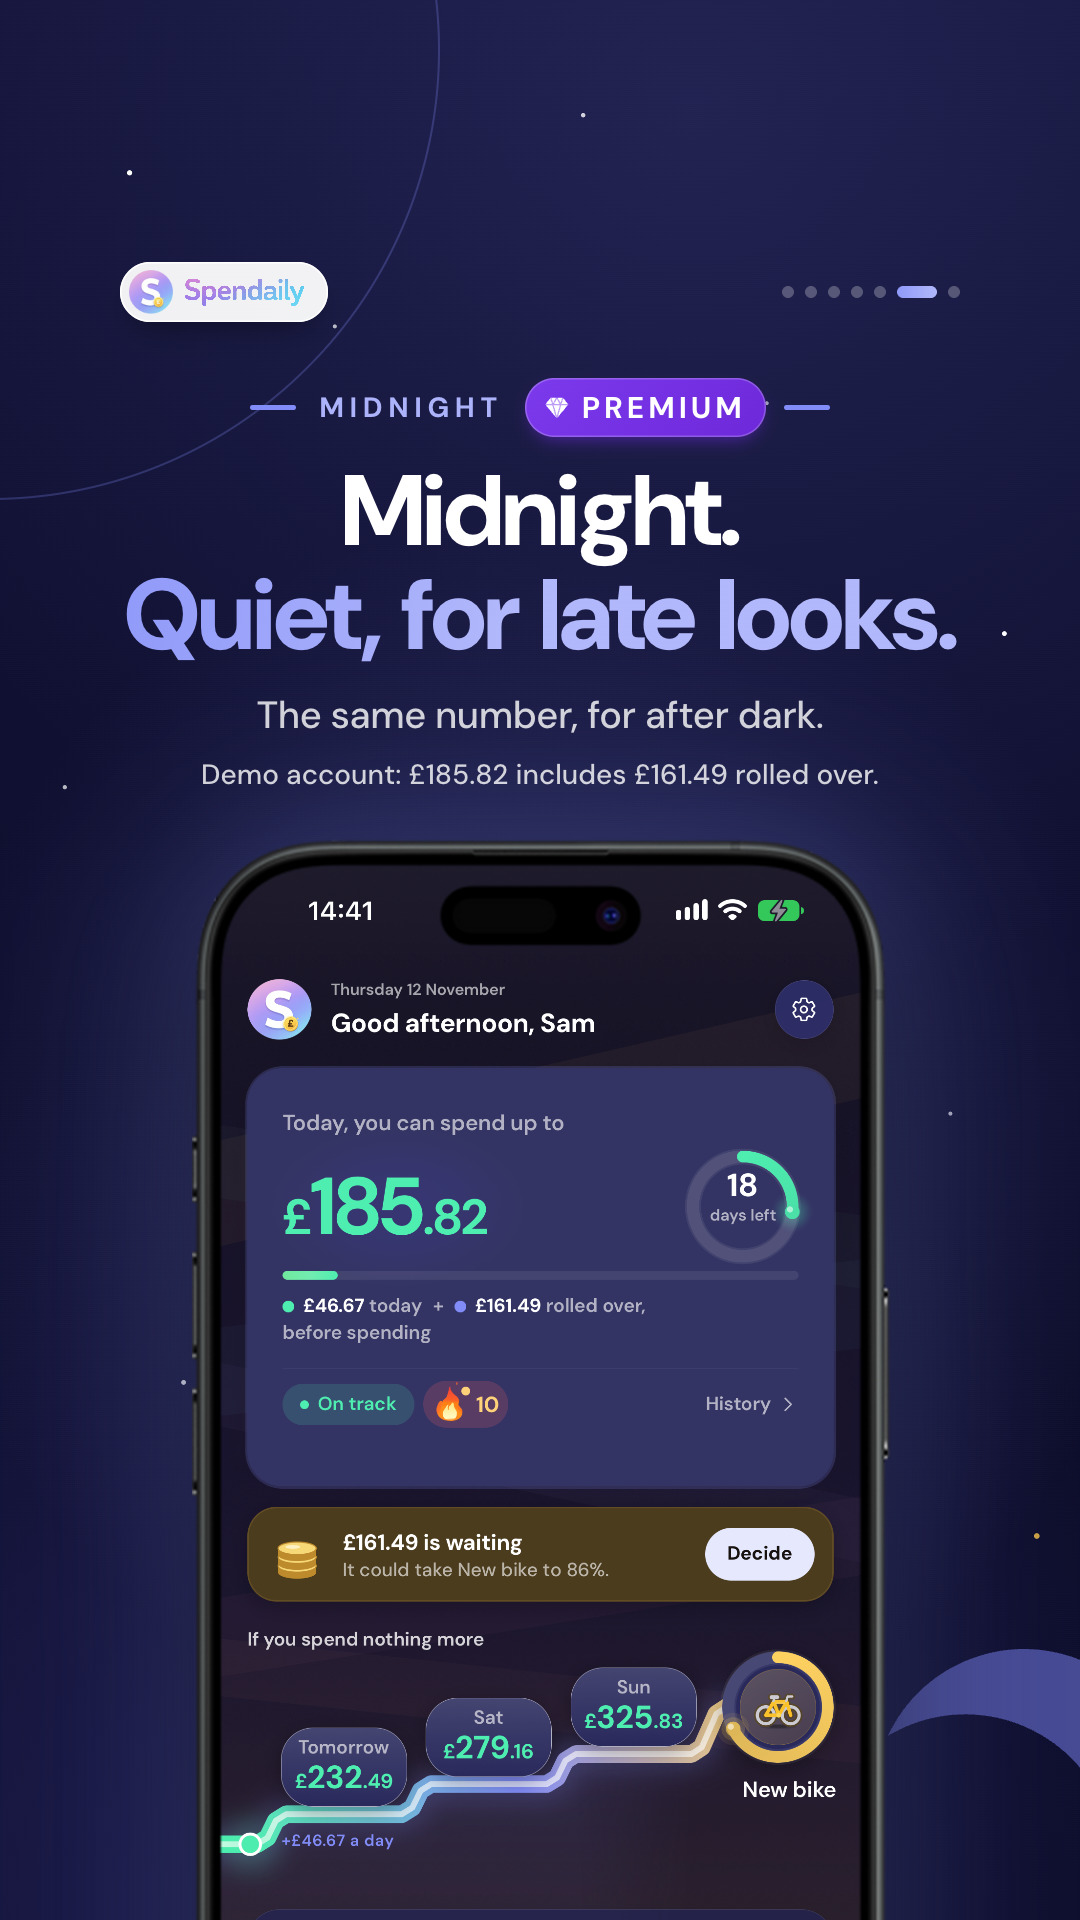 Spendaily
MIDNIGHT PREMIUM
Midnight.
Quiet, for late looks.
The same number, for after dark.
Demo account: £185.82 includes £161.49 rolled over.
14:41
Thursday 12 November
Good afternoon, Sam
Today, you can spend up to
£185.82
18
days left
£46.67 today + £161.49 rolled over,
before spending
On track
10
History
£161.49 is waiting
It could take New bike to 86%.
Decide
If you spend nothing more
Tomorrow
£232.49
Sat
£279.16
Sun
£325.83
New bike
+£46.67 a day